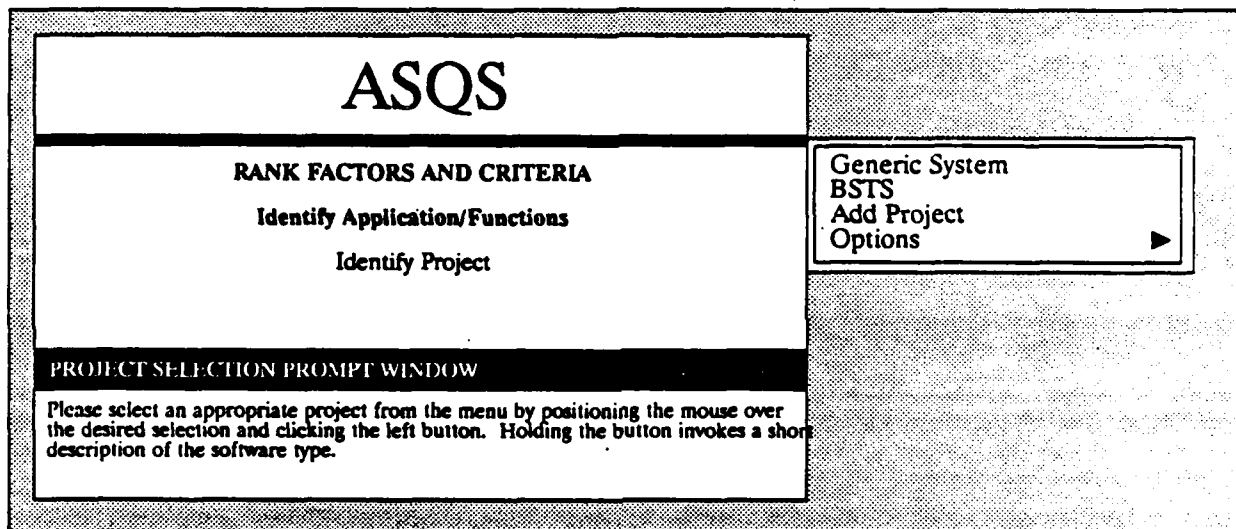 ASQS
RANK FACTORS AND CRITERIA
Identify Application/Functions
Identify Project
Generic System
BSTS
Add Project
Options
PROJECT SELECTION PROMPT WINDOW
Please select an appropriate project from the menu by positioning the mouse over
the desired selection and clicking the left button. Holding the button invokes a short
description of the software type.